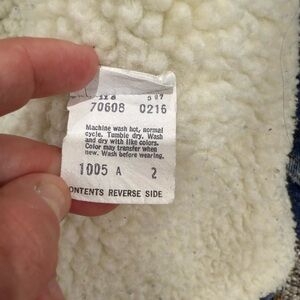 587
70608 0216
Machine wash hot, normal
cycle. Tumble dry. Wash
and dry with like colors.
Color may transfer when
new. Wash before wearing.
1005 A 2
CONTENTS REVERSE SIDE